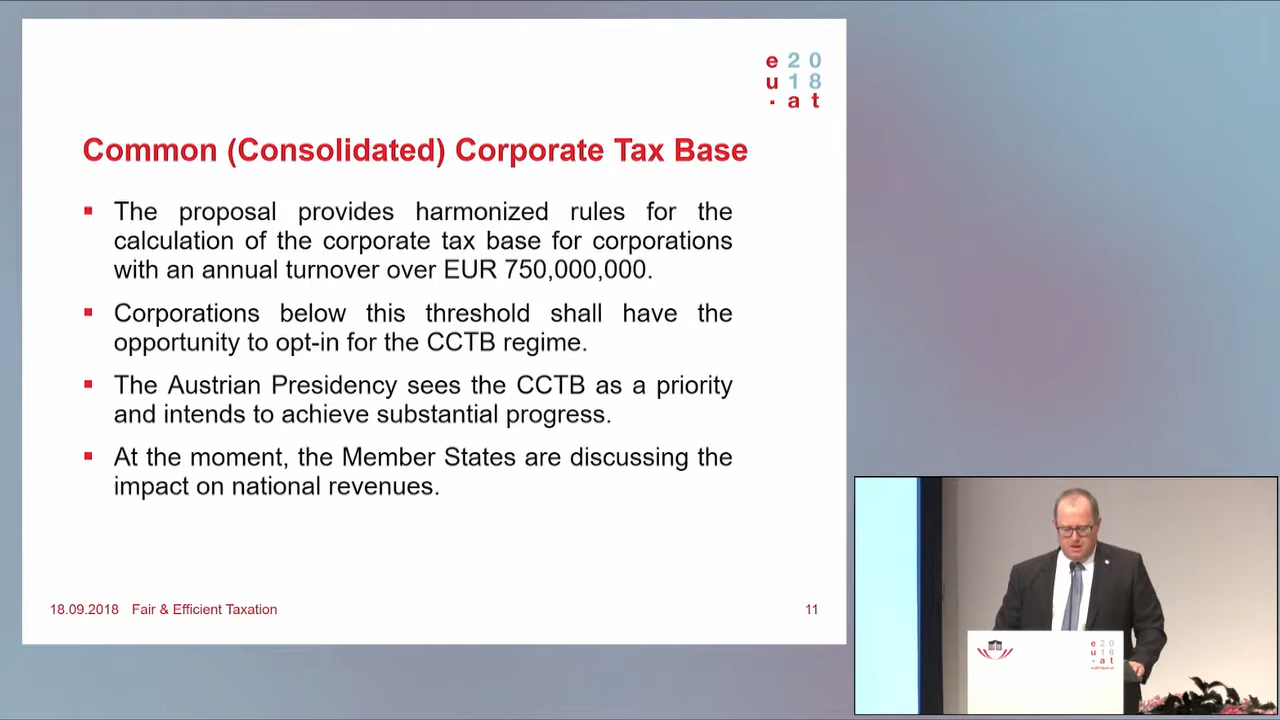 e 2 0
u 1 8
. a t
Common (Consolidated) Corporate Tax Base
▪ The proposal provides harmonized rules for the
calculation of the corporate tax base for corporations
with an annual turnover over EUR 750,000,000.
▪ Corporations below this threshold shall have the
opportunity to opt-in for the CCTB regime.
▪ The Austrian Presidency sees the CCTB as a priority
and intends to achieve substantial progress.
▪ At the moment, the Member States are discussing the
impact on national revenues.
18.09.2018 Fair & Efficient Taxation 11
e 2 0
u 1 8
. a t